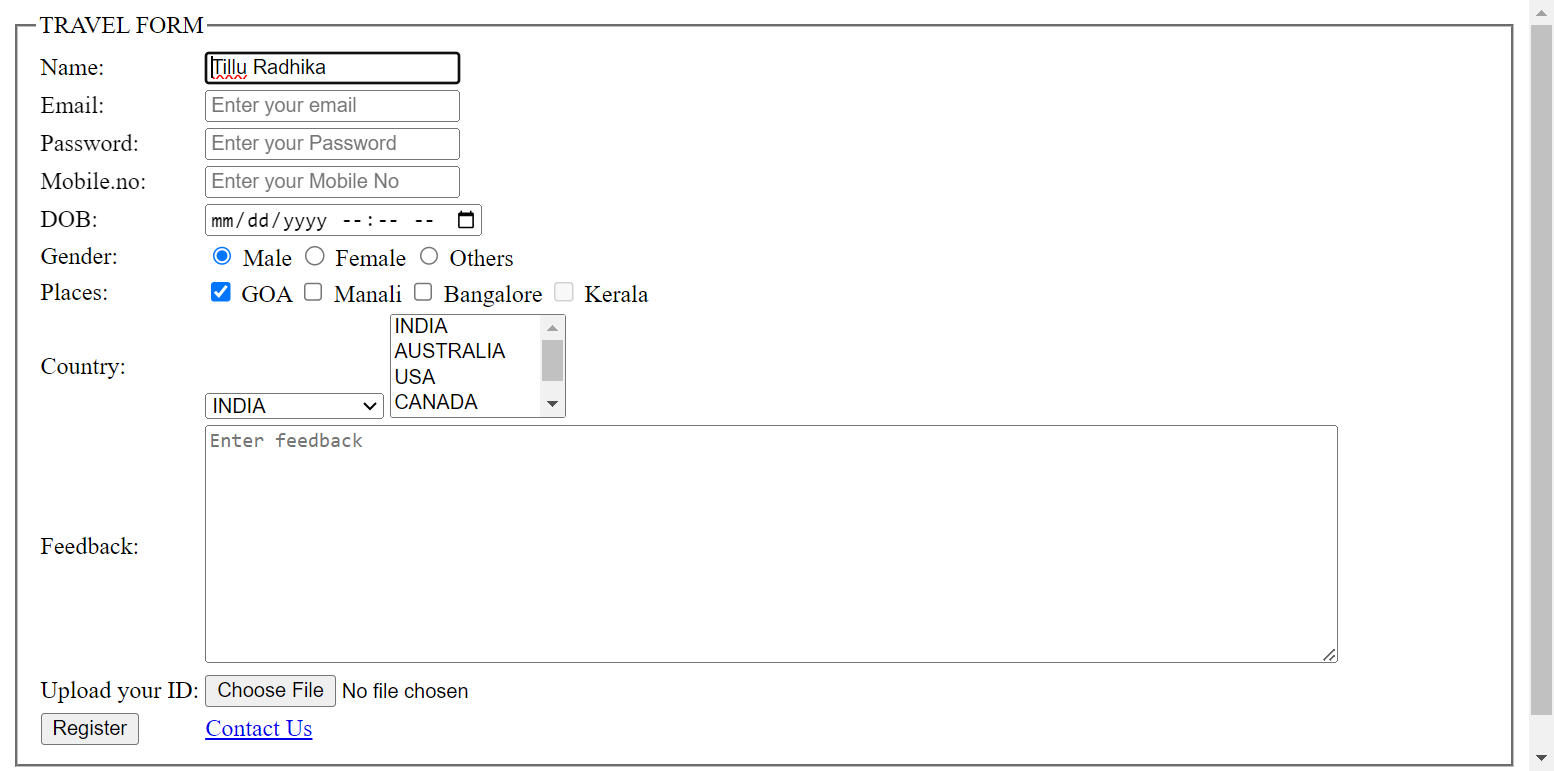 TRAVEL FORM
Name: Tillu Radhika
Email: Enter your email
Password: Enter your Password
Mobile.no: Enter your Mobile No
DOB: mm/dd/yyyy --:-- --
Gender: Male Female Others
Places: GOA Manali Bangalore Kerala
Country: INDIA
INDIA
AUSTRALIA
USA
CANADA
Feedback: Enter feedback
Upload your ID: Choose File No file chosen
Register Contact Us